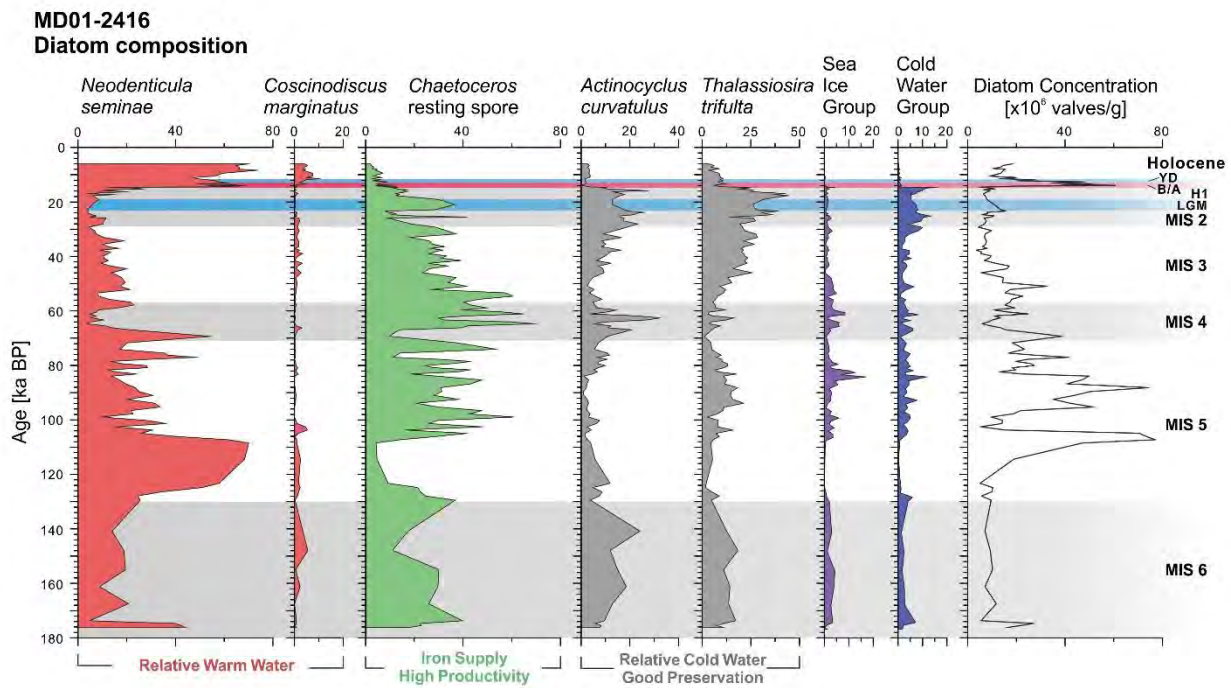 MD01-2416
Diatom composition
Neodenticula
seminae
Coscinodiscus
marginatus
Chaetoceros
resting spore
Actinocyclus
curvatulus
Thalassiosira
trifulta
Sea
Ice
Group
Cold
Water
Group
Diatom Concentration
[x10⁶ valves/g]
0 40 80
0 10 20
0 40 80
0 20 40
0 25 50
0 10 20
0 10 20
0 40 80
Age [ka BP]
0
20
40
60
80
100
120
140
160
180
Holocene
YD
B/A
H1
LGM
MIS 2
MIS 3
MIS 4
MIS 5
MIS 6
Relative Warm Water
Iron Supply
High Productivity
Relative Cold Water
Good Preservation